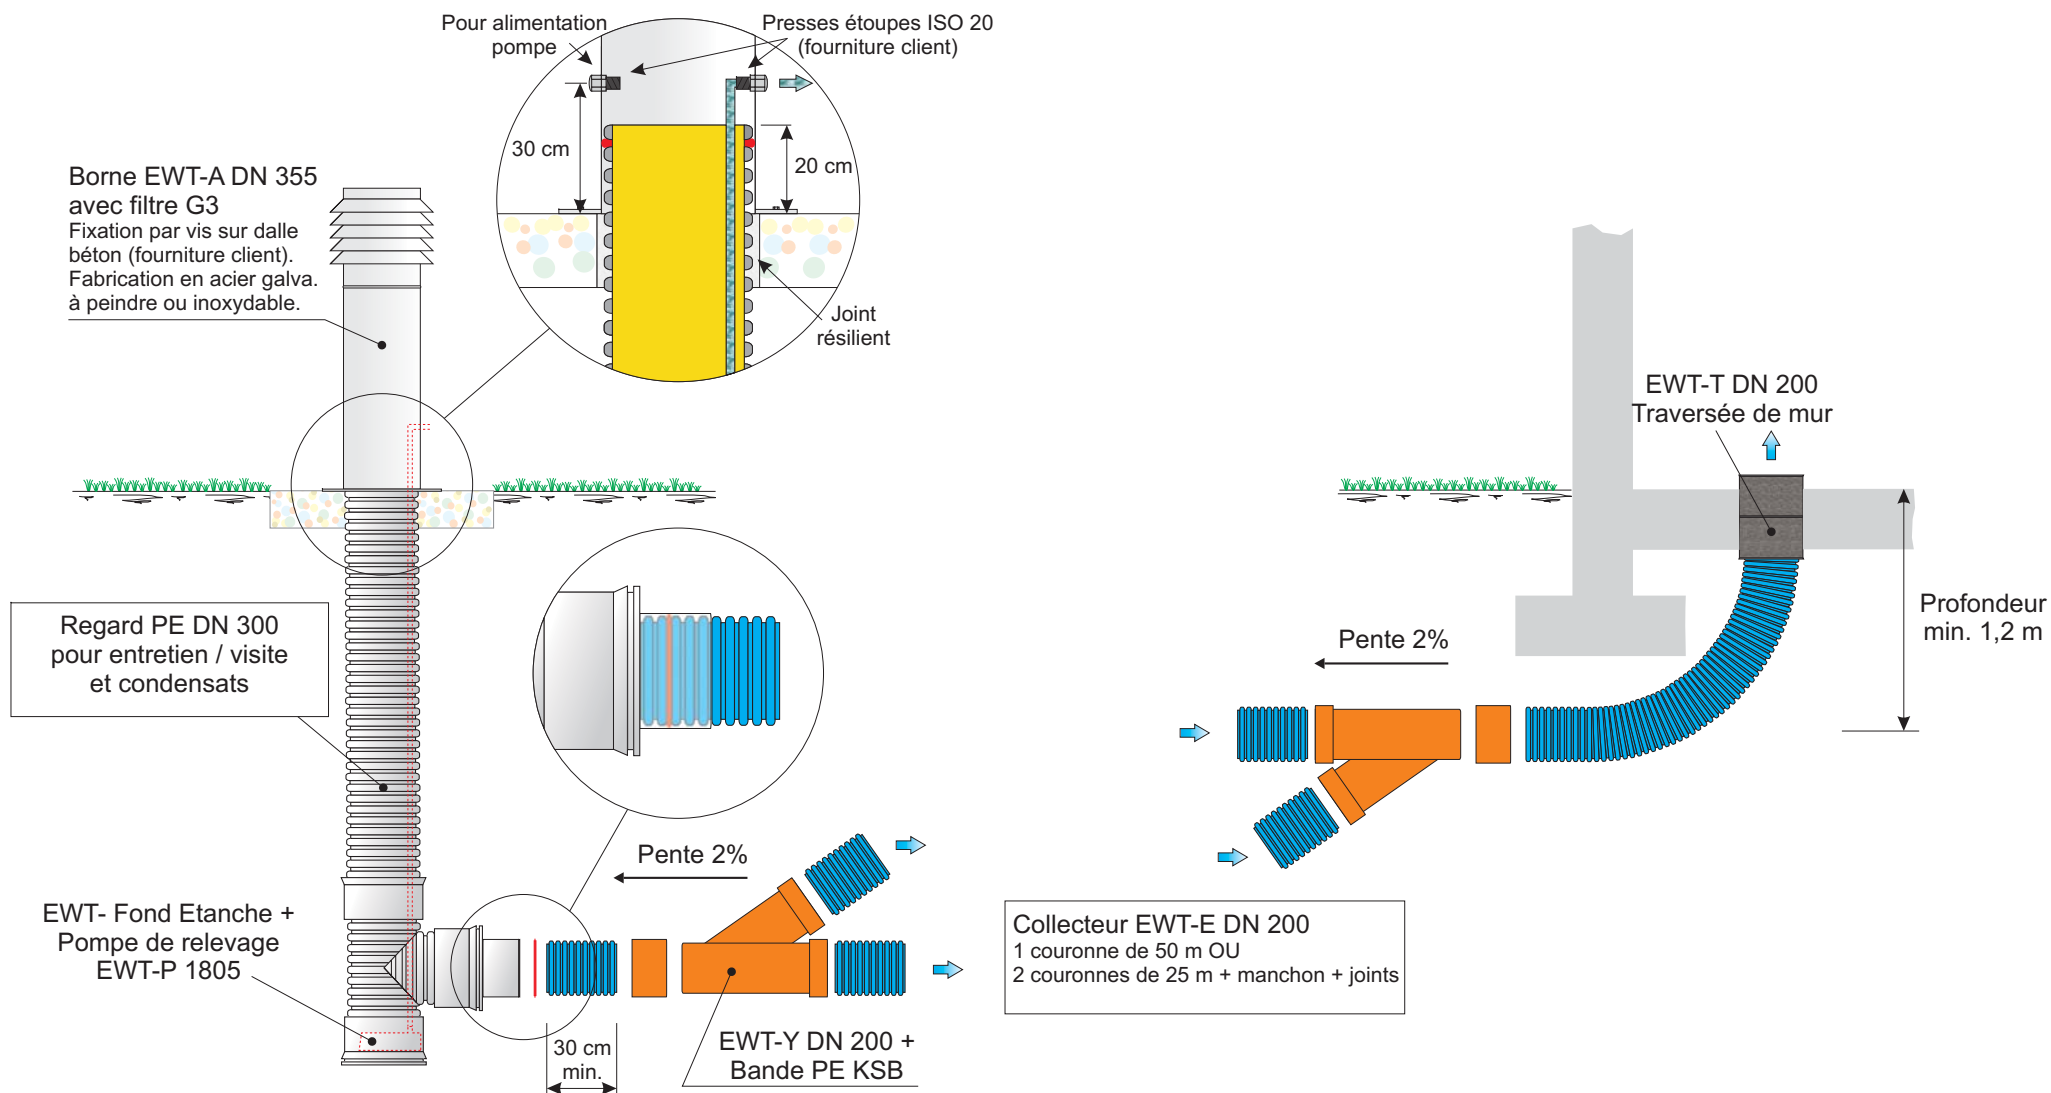 Pour alimentation
pompe
Presses étoupes ISO 20
(fourniture client)
30 cm
20 cm
Joint
résilient
Borne EWT-A DN 355
avec filtre G3
Fixation par vis sur dalle
béton (fourniture client).
Fabrication en acier galva.
à peindre ou inoxydable.
EWT-T DN 200
Traversée de mur
Profondeur
min. 1,2 m
Pente 2%
Regard PE DN 300
pour entretien / visite
et condensats
Pente 2%
EWT- Fond Etanche +
Pompe de relevage
EWT-P 1805
Collecteur EWT-E DN 200
1 couronne de 50 m OU
2 couronnes de 25 m + manchon + joints
30 cm
min.
EWT-Y DN 200 +
Bande PE KSB